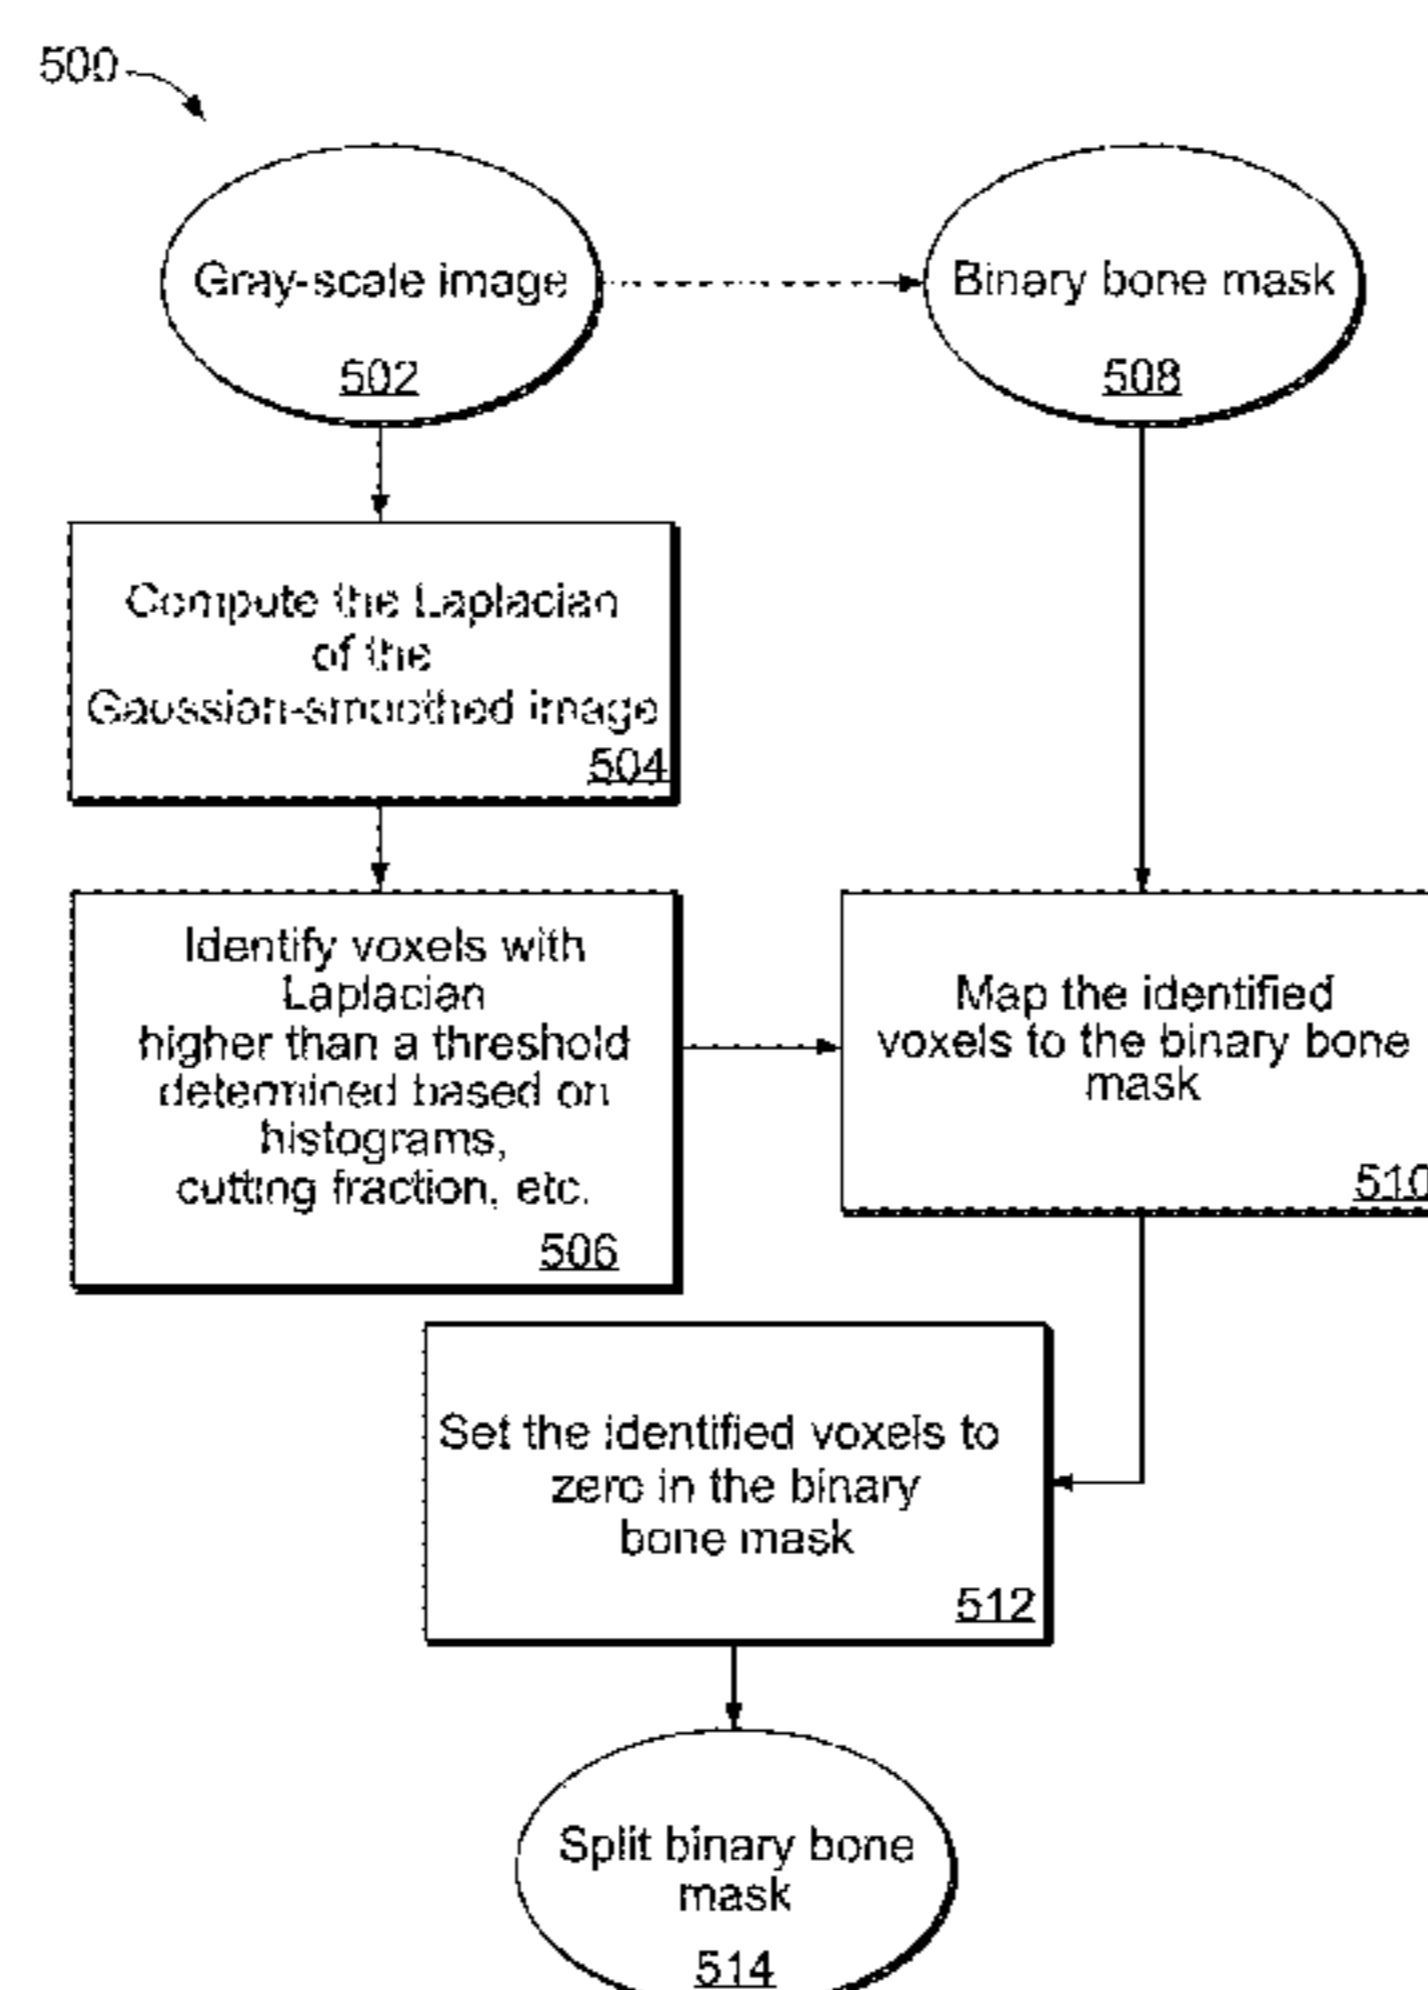 500
Gray-scale image
502
Binary bone mask
508
Compute the Laplacian
of the
Gaussian-smoothed image
504
Identify voxels with
Laplacian
higher than a threshold
determined based on
histograms,
cutting fraction, etc.
506
Map the identified
voxels to the binary bone
mask
510
Set the identified voxels to
zero in the binary
bone mask
512
Split binary bone
mask
514